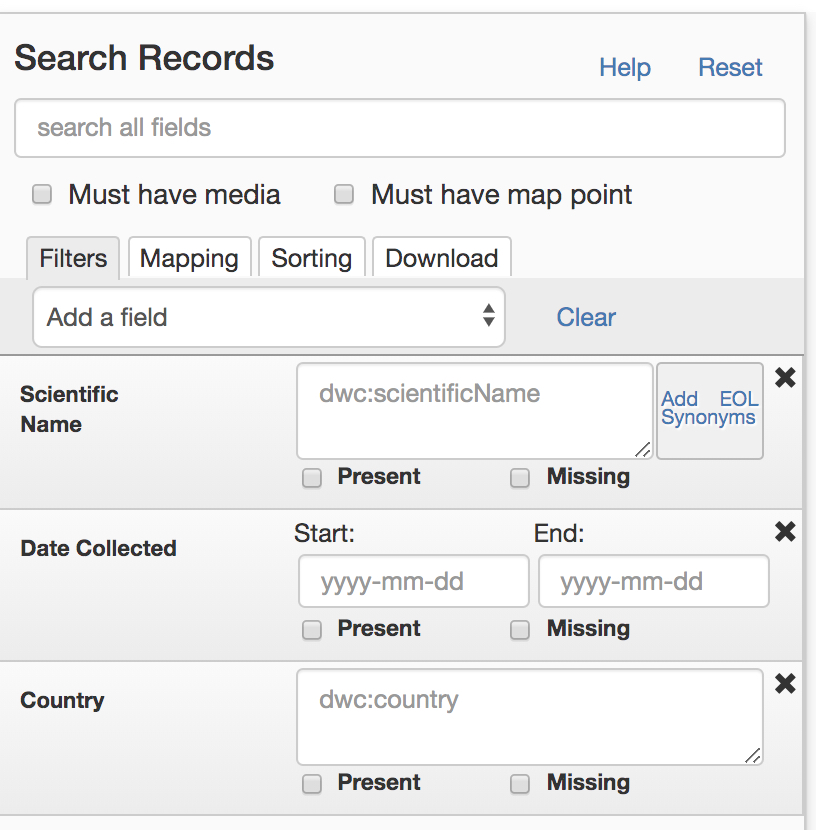 Search Records Help Reset
search all fields
Must have media Must have map point
Filters Mapping Sorting Download
Add a field Clear
Scientific
Name
dwc:scientificName
Add EOL
Synonyms
Present Missing
Date Collected
Start: End:
yyyy-mm-dd yyyy-mm-dd
Present Missing
Country
dwc:country
Present Missing